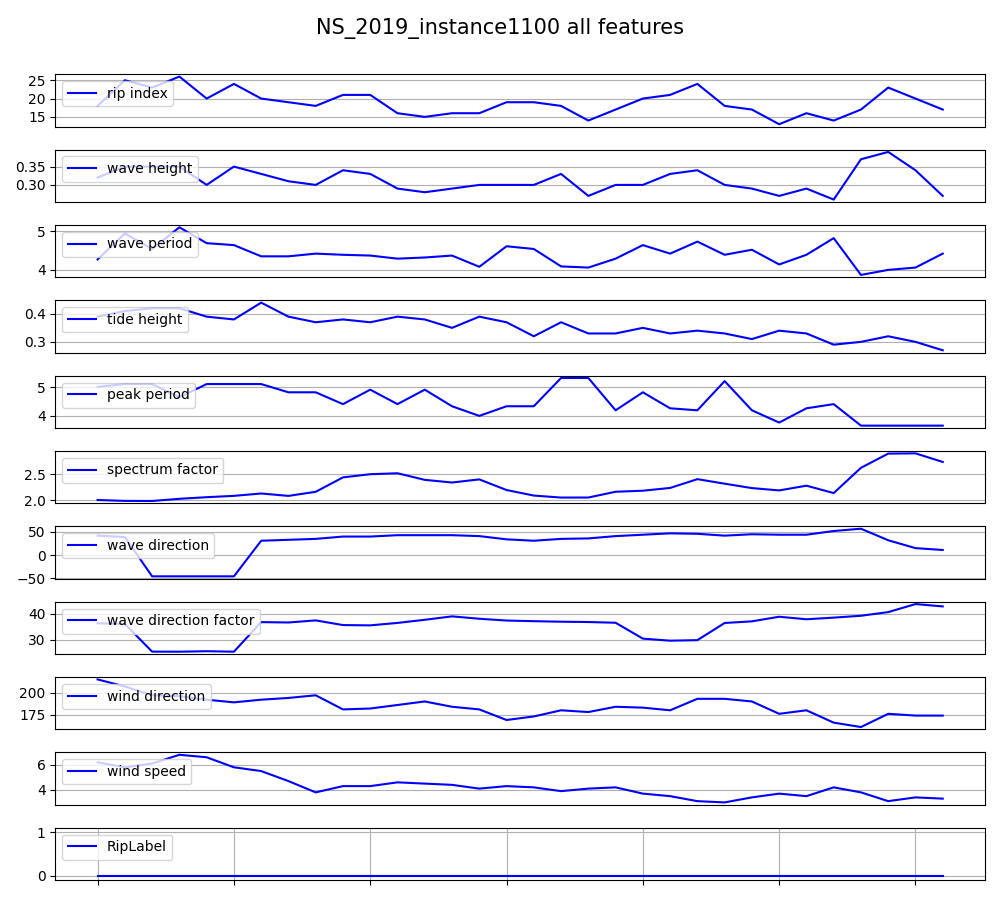 NS_2019_instance1100 all features
25
20
15
rip index
0.35
0.30
wave height
5
4
wave period
0.4
0.3
tide height
5
4
peak period
2.5
2.0
spectrum factor
50
0
−50
wave direction
40
30
wave direction factor
200
175
wind direction
6
4
wind speed
1
0
RipLabel